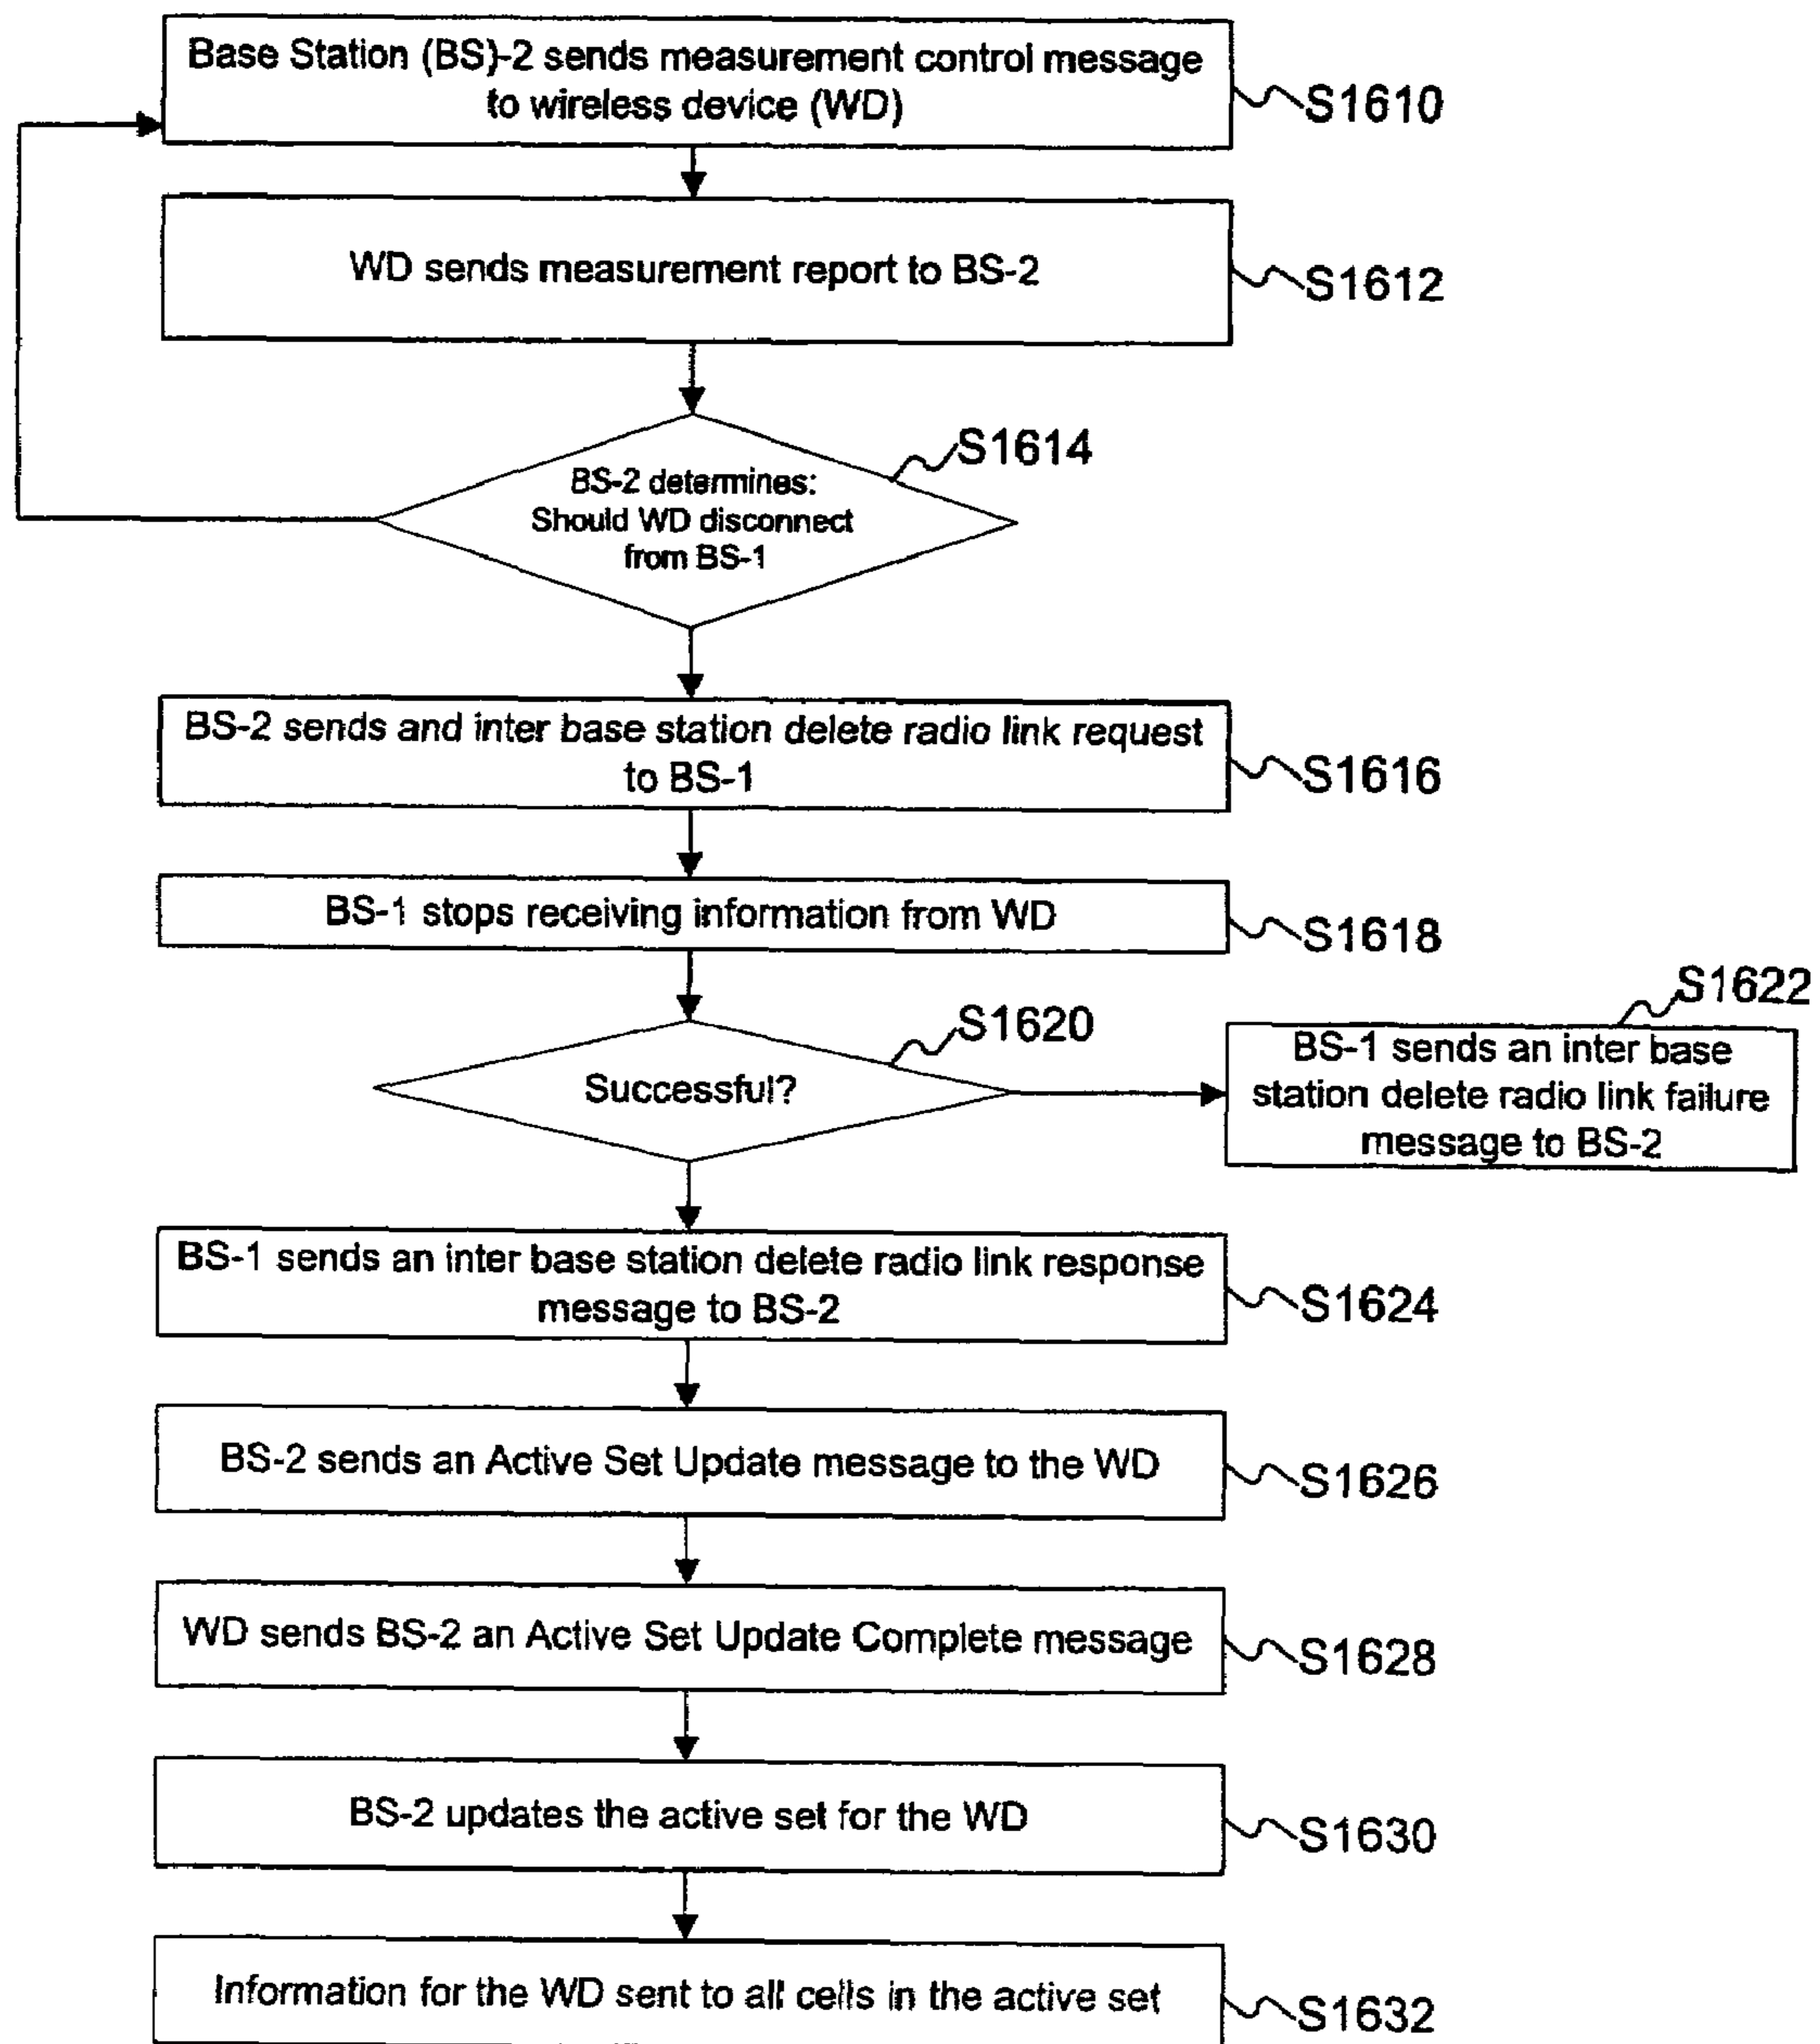 Base Station (BS)-2 sends measurement control message
to wireless device (WD)
S1610
WD sends measurement report to BS-2
S1612
S1614
BS-2 determines:
Should WD disconnect
from BS-1
BS-2 sends and inter base station delete radio link request
to BS-1
S1616
BS-1 stops receiving information from WD
S1618
S1620
Successful?
S1622
BS-1 sends an inter base
station delete radio link failure
message to BS-2
BS-1 sends an inter base station delete radio link response
message to BS-2
S1624
BS-2 sends an Active Set Update message to the WD
S1626
WD sends BS-2 an Active Set Update Complete message
S1628
BS-2 updates the active set for the WD
S1630
Information for the WD sent to all cells in the active set
S1632